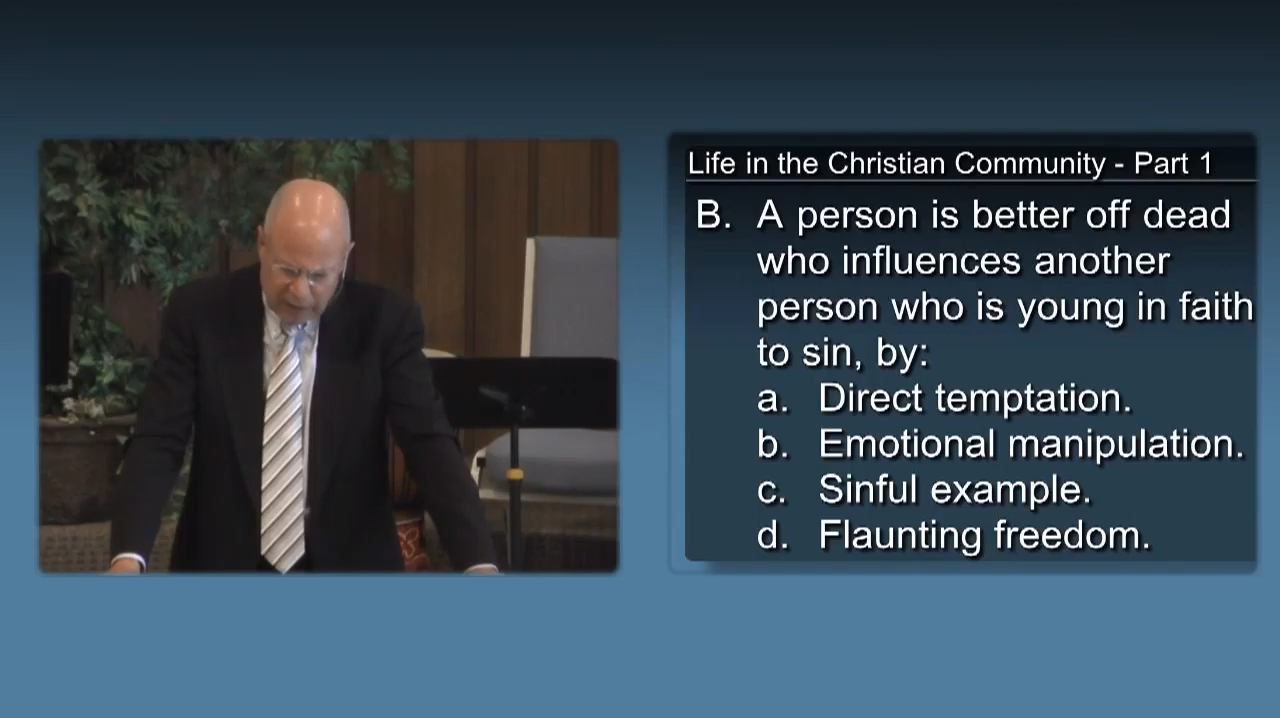 Life in the Christian Community - Part 1
B. A person is better off dead
who influences another
person who is young in faith
to sin, by:
a. Direct temptation.
b. Emotional manipulation.
c. Sinful example.
d. Flaunting freedom.